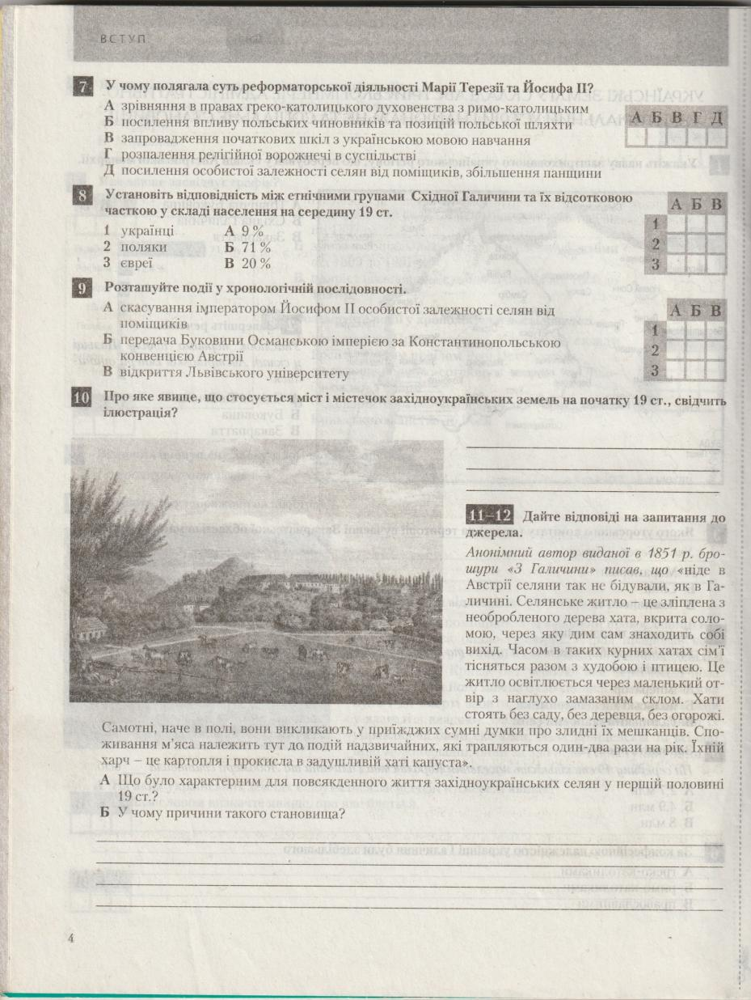 ВСТУП
7 У чому полягала суть реформаторської діяльності Марії Терезії та Йосифа II?
А зрівняння в правах греко-католицького духовенства з римо-католицьким
Б посилення впливу польських чиновників та позицій польської шляхти
В запровадження початкових шкіл з українською мовою навчання
Г розпалення релігійної ворожнечі в суспільстві
Д посилення особистої залежності селян від поміщиків, збільшення панщини
А Б В Г Д
8 Установіть відповідність між етнічними групами Східної Галичини та їх відсотковою
часткою у складі населення на середину 19 ст.
1 українці А 9 %
2 поляки Б 71 %
3 євреї В 20 %
А Б В
1
2
3
9 Розташуйте події у хронологічній послідовності.
А скасування імператором Йосифом II особистої залежності селян від
поміщиків
Б передача Буковини Османською імперією за Константинопольською
конвенцією Австрії
В відкриття Львівського університету
А Б В
1
2
3
10 Про яке явище, що стосується міст і містечок західноукраїнських земель на початку 19 ст., свідчить
ілюстрація?
11–12 Дайте відповіді на запитання до
джерела.
Анонімний автор виданої в 1851 р. бро-
шури «З Галичини» писав, що «ніде в
Австрії селяни так не бідували, як в Га-
личині. Селянське житло – це зліплена з
необробленого дерева хата, вкрита соло-
мою, через яку дим сам знаходить собі
вихід. Часом в таких курних хатах сім’ї
тісняться разом з худобою і птицею. Це
житло освітлюється через маленький от-
вір з наглухо замазаним склом. Хати
стоять без саду, без деревця, без огорожі.
Самотні, наче в полі, вони викликають у приїжджих сумні думки про злидні їх мешканців. Спо-
живання м’яса належить тут до подій надзвичайних, які трапляються один-два рази на рік. Їхній
харч – це картопля і прокисла в задушливій хаті капуста».
А Що було характерним для повсякденного життя західноукраїнських селян у першій половині
19 ст.?
Б У чому причини такого становища?
4